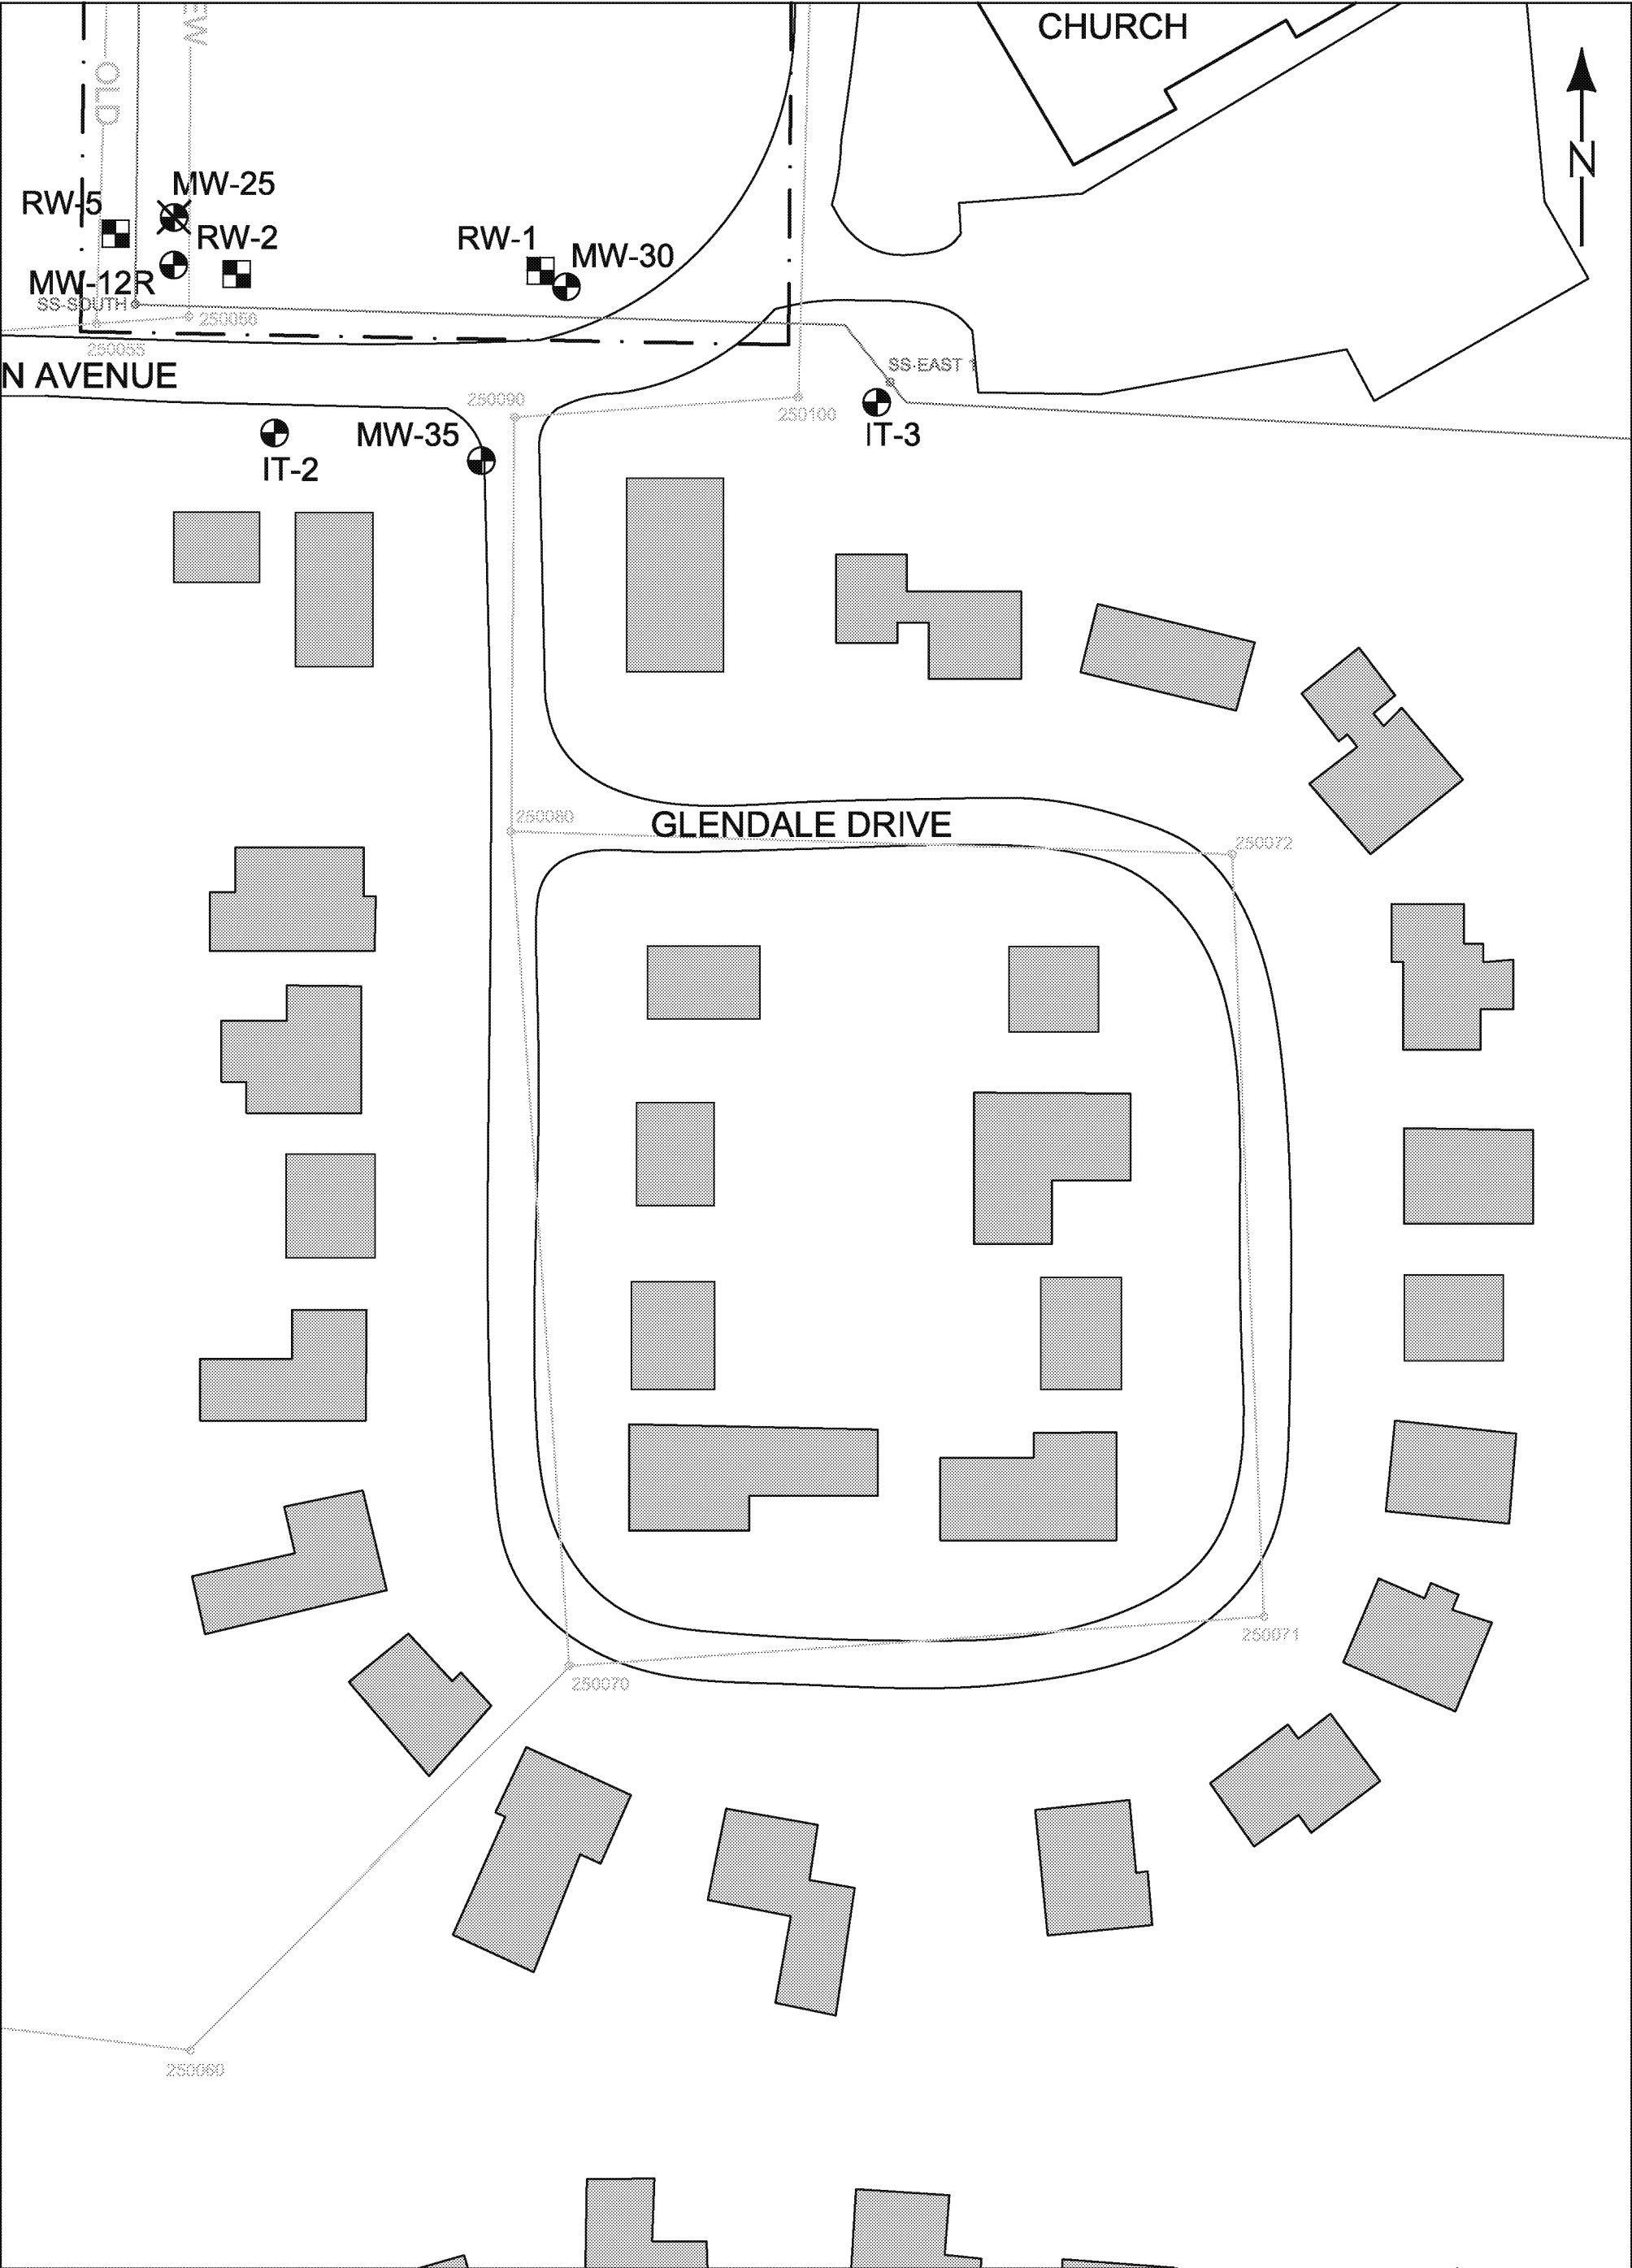 CHURCH
EW
OLD
N
MW-25
RW-5
RW-2
RW-1
MW-30
MW-12R
SS-SOUTH
250056
250055
SS-EAST 1
N AVENUE
250090
250100
IT-2
MW-35
IT-3
250080
GLENDALE DRIVE
250072
250071
250070
250060